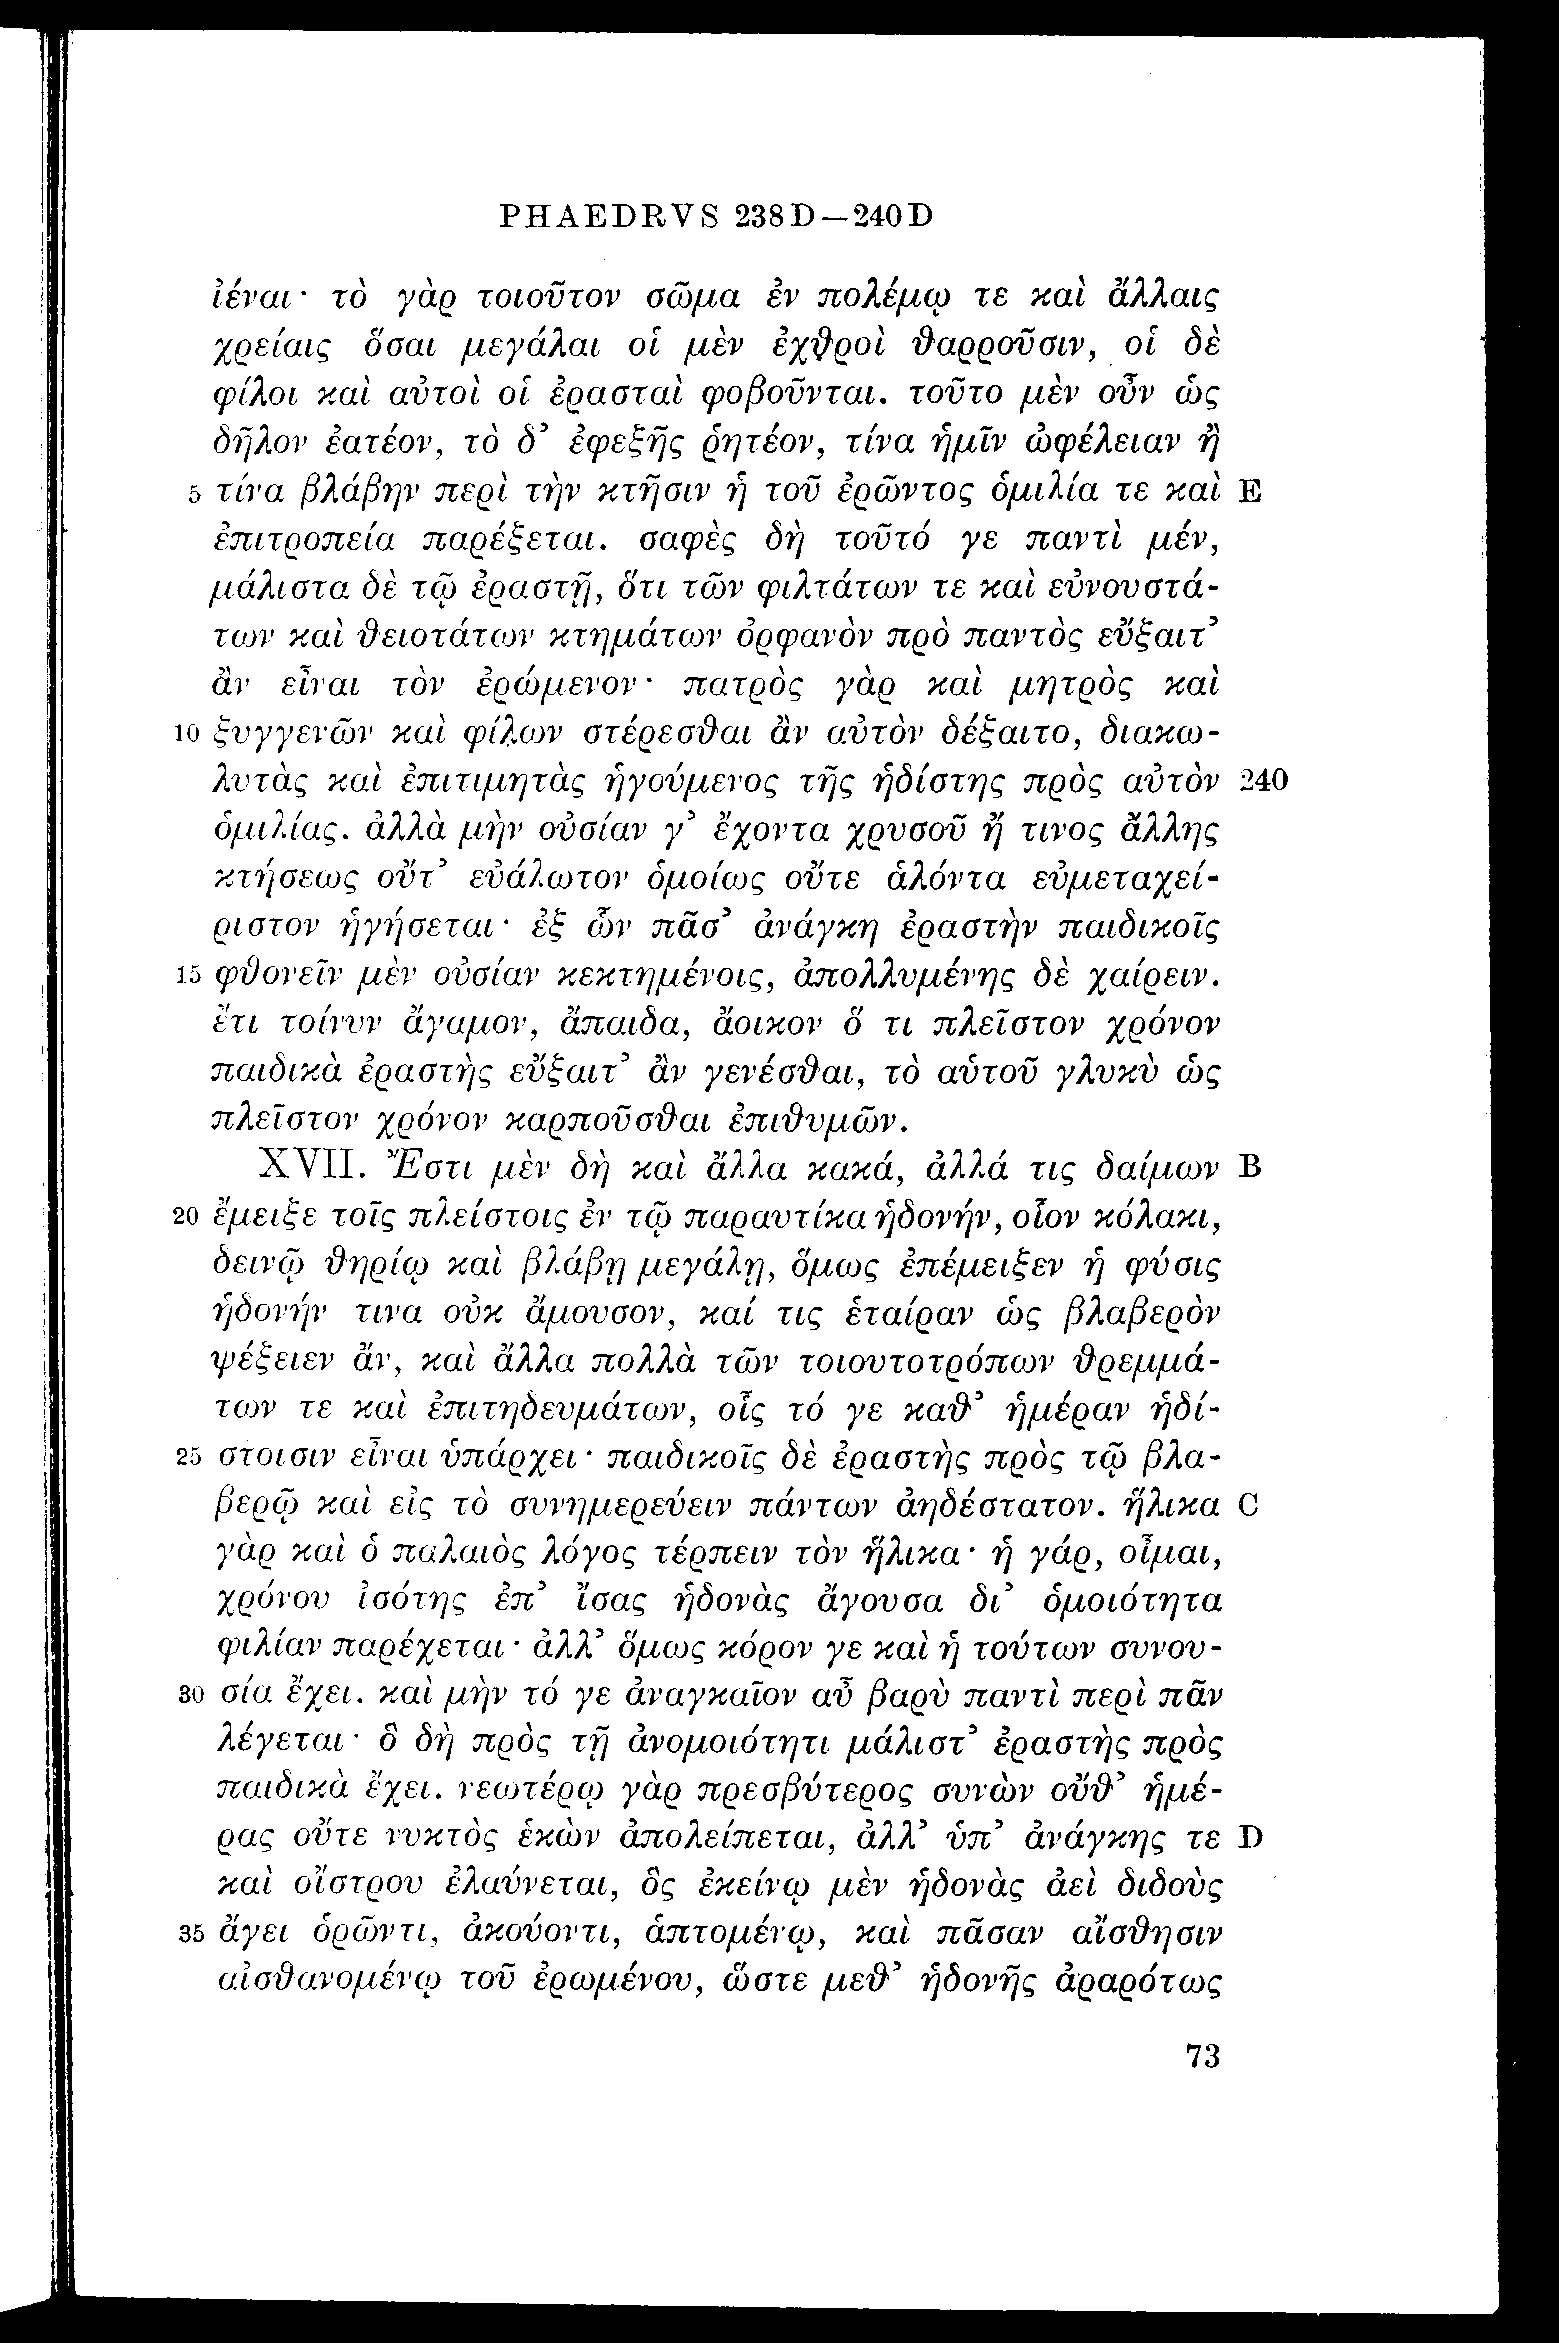 PHAEDRVS 238D—240D
ἰέναι· τὸ γὰρ τοιοῦτον σῶμα ἐν πολέμῳ τε καὶ ἄλλαις
χρείαις ὅσαι μεγάλαι οἱ μὲν ἐχθροὶ θαρροῦσιν, οἱ δὲ
φίλοι καὶ αὐτοὶ οἱ ἐρασταὶ φοβοῦνται. τοῦτο μὲν οὖν ὡς
δῆλον ἐατέον, τὸ δ’ ἐφεξῆς ῥητέον, τίνα ἡμῖν ὠφέλειαν ἢ
5 τίνα βλάβην περὶ τὴν κτῆσιν ἡ τοῦ ἐρῶντος ὁμιλία τε καὶ E
ἐπιτροπεία παρέξεται. σαφὲς δὴ τοῦτό γε παντὶ μέν,
μάλιστα δὲ τῷ ἐραστῇ, ὅτι τῶν φιλτάτων τε καὶ εὐνουστά-
των καὶ θειοτάτων κτημάτων ὀρφανὸν πρὸ παντὸς εὔξαιτ’
ἂν εἶναι τὸν ἐρώμενον· πατρὸς γὰρ καὶ μητρὸς καὶ
10 ξυγγενῶν καὶ φίλων στέρεσθαι ἂν αὐτὸν δέξαιτο, διακω-
λυτὰς καὶ ἐπιτιμητὰς ἡγούμενος τῆς ἡδίστης πρὸς αὐτὸν 240
ὁμιλίας. ἀλλὰ μὴν οὐσίαν γ’ ἔχοντα χρυσοῦ ἤ τινος ἄλλης
κτήσεως οὔτ’ εὐάλωτον ὁμοίως οὔτε ἁλόντα εὐμεταχεί-
ριστον ἡγήσεται· ἐξ ὧν πᾶσ’ ἀνάγκη ἐραστὴν παιδικοῖς
15 φθονεῖν μὲν οὐσίαν κεκτημένοις, ἀπολλυμένης δὲ χαίρειν.
ἔτι τοίνυν ἄγαμον, ἄπαιδα, ἄοικον ὅ τι πλεῖστον χρόνον
παιδικὰ ἐραστὴς εὔξαιτ’ ἂν γενέσθαι, τὸ αὑτοῦ γλυκὺ ὡς
πλεῖστον χρόνον καρποῦσθαι ἐπιθυμῶν.
XVII. Ἔστι μὲν δὴ καὶ ἄλλα κακά, ἀλλά τις δαίμων B
20 ἔμειξε τοῖς πλείστοις ἐν τῷ παραυτίκα ἡδονήν, οἷον κόλακι,
δεινῷ θηρίῳ καὶ βλάβῃ μεγάλῃ, ὅμως ἐπέμειξεν ἡ φύσις
ἡδονήν τινα οὐκ ἄμουσον, καί τις ἑταίραν ὡς βλαβερὸν
ψέξειεν ἄν, καὶ ἄλλα πολλὰ τῶν τοιουτοτρόπων θρεμμά-
των τε καὶ ἐπιτηδευμάτων, οἷς τό γε καθ’ ἡμέραν ἡδί-
25 στοισιν εἶναι ὑπάρχει· παιδικοῖς δὲ ἐραστὴς πρὸς τῷ βλα-
βερῷ καὶ εἰς τὸ συνημερεύειν πάντων ἀηδέστατον. ἥλικα C
γὰρ καὶ ὁ παλαιὸς λόγος τέρπειν τὸν ἥλικα· ἡ γάρ, οἶμαι,
χρόνου ἰσότης ἐπ’ ἴσας ἡδονὰς ἄγουσα δι’ ὁμοιότητα
φιλίαν παρέχεται· ἀλλ’ ὅμως κόρον γε καὶ ἡ τούτων συνου-
30 σία ἔχει. καὶ μὴν τό γε ἀναγκαῖον αὖ βαρὺ παντὶ περὶ πᾶν
λέγεται· ὃ δὴ πρὸς τῇ ἀνομοιότητι μάλιστ’ ἐραστὴς πρὸς
παιδικὰ ἔχει. νεωτέρῳ γὰρ πρεσβύτερος συνὼν οὔθ’ ἡμέ-
ρας οὔτε νυκτὸς ἑκὼν ἀπολείπεται, ἀλλ’ ὑπ’ ἀνάγκης τε D
καὶ οἴστρου ἐλαύνεται, ὃς ἐκείνῳ μὲν ἡδονὰς ἀεὶ διδοὺς
35 ἄγει ὁρῶντι, ἀκούοντι, ἁπτομένῳ, καὶ πᾶσαν αἴσθησιν
αἰσθανομένῳ τοῦ ἐρωμένου, ὥστε μεθ’ ἡδονῆς ἀραρότως
73